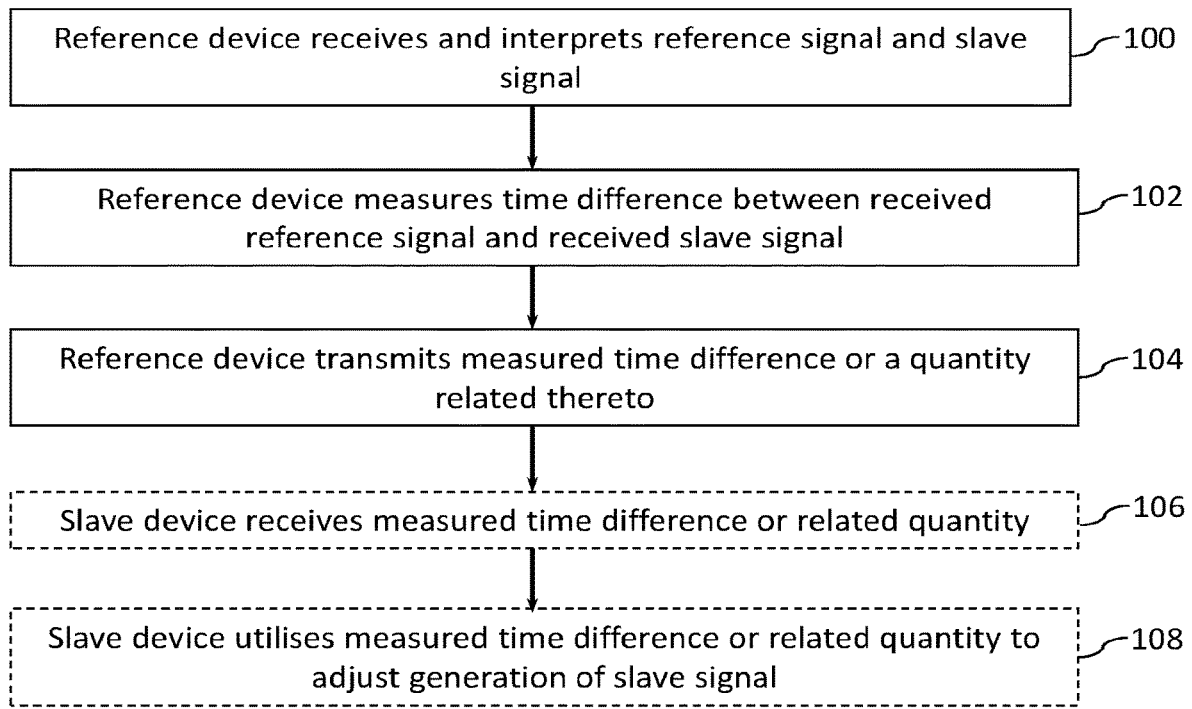 Reference device receives and interprets reference signal and slave
signal
100
Reference device measures time difference between received
reference signal and received slave signal
102
Reference device transmits measured time difference or a quantity
related thereto
104
Slave device receives measured time difference or related quantity
106
Slave device utilises measured time difference or related quantity to
adjust generation of slave signal
108